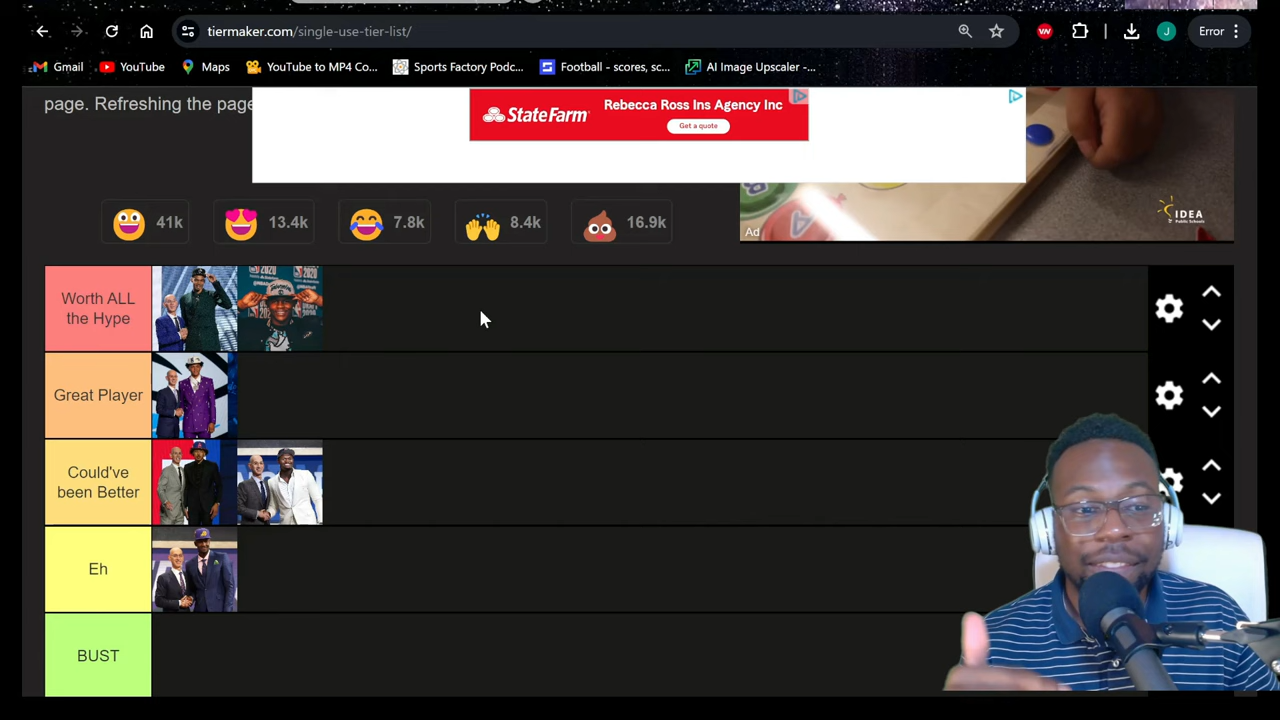 tiermaker.com/single-use-tier-list/
Error
Gmail
YouTube
Maps
YouTube to MP4 Co...
Sports Factory Podc...
Football - scores, sc...
AI Image Upscaler -...
page. Refreshing the page
StateFarm
Rebecca Ross Ins Agency Inc
Get a quote
IDEA
Public Schools
Ad
41k
13.4k
7.8k
8.4k
16.9k
Worth ALL
the Hype
2020
Great Player
Could've
been Better
Eh
BUST